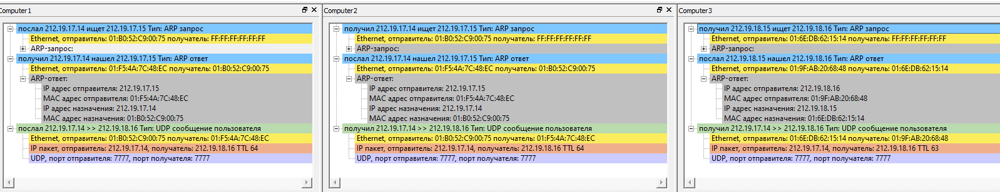 Computer1
послал 212.19.17.14 ищет 212.19.17.15 Тип: ARP запрос
Ethernet, отправитель: 01:B0:52:C9:00:75 получатель: FF:FF:FF:FF:FF:FF
ARP-запрос:
получил 212.19.17.14 нашел 212.19.17.15 Тип: ARP ответ
Ethernet, отправитель: 01:F5:4A:7C:48:EC получатель: 01:B0:52:C9:00:75
ARP-ответ:
IP адрес отправителя: 212.19.17.15
MAC адрес отправителя: 01:F5:4A:7C:48:EC
IP адрес назначения: 212.19.17.14
MAC адрес назначения: 01:B0:52:C9:00:75
послал 212.19.17.14 >> 212.19.18.16 Тип: UDP сообщение пользователя
Ethernet, отправитель: 01:B0:52:C9:00:75 получатель: 01:F5:4A:7C:48:EC
IP пакет, отправитель: 212.19.17.14, получатель: 212.19.18.16 TTL 64
UDP, порт отправителя: 7777, порт получателя: 7777
Computer2
получил 212.19.17.14 ищет 212.19.17.15 Тип: ARP запрос
Ethernet, отправитель: 01:B0:52:C9:00:75 получатель: FF:FF:FF:FF:FF:FF
ARP-запрос:
послал 212.19.17.14 нашел 212.19.17.15 Тип: ARP ответ
Ethernet, отправитель: 01:F5:4A:7C:48:EC получатель: 01:B0:52:C9:00:75
ARP-ответ:
IP адрес отправителя: 212.19.17.15
MAC адрес отправителя: 01:F5:4A:7C:48:EC
IP адрес назначения: 212.19.17.14
MAC адрес назначения: 01:B0:52:C9:00:75
получил 212.19.17.14 >> 212.19.18.16 Тип: UDP сообщение пользователя
Ethernet, отправитель: 01:B0:52:C9:00:75 получатель: 01:F5:4A:7C:48:EC
IP пакет, отправитель: 212.19.17.14, получатель: 212.19.18.16 TTL 64
UDP, порт отправителя: 7777, порт получателя: 7777
Computer3
получил 212.19.18.15 ищет 212.19.18.16 Тип: ARP запрос
Ethernet, отправитель: 01:6E:DB:62:15:14 получатель: FF:FF:FF:FF:FF:FF
ARP-запрос:
послал 212.19.18.15 нашел 212.19.18.16 Тип: ARP ответ
Ethernet, отправитель: 01:9F:AB:20:68:48 получатель: 01:6E:DB:62:15:14
ARP-ответ:
IP адрес отправителя: 212.19.18.16
MAC адрес отправителя: 01:9F:AB:20:68:48
IP адрес назначения: 212.19.18.15
MAC адрес назначения: 01:6E:DB:62:15:14
получил 212.19.17.14 >> 212.19.18.16 Тип: UDP сообщение пользователя
Ethernet, отправитель: 01:6E:DB:62:15:14 получатель: 01:9F:AB:20:68:48
IP пакет, отправитель: 212.19.17.14, получатель: 212.19.18.16 TTL 63
UDP, порт отправителя: 7777, порт получателя: 7777